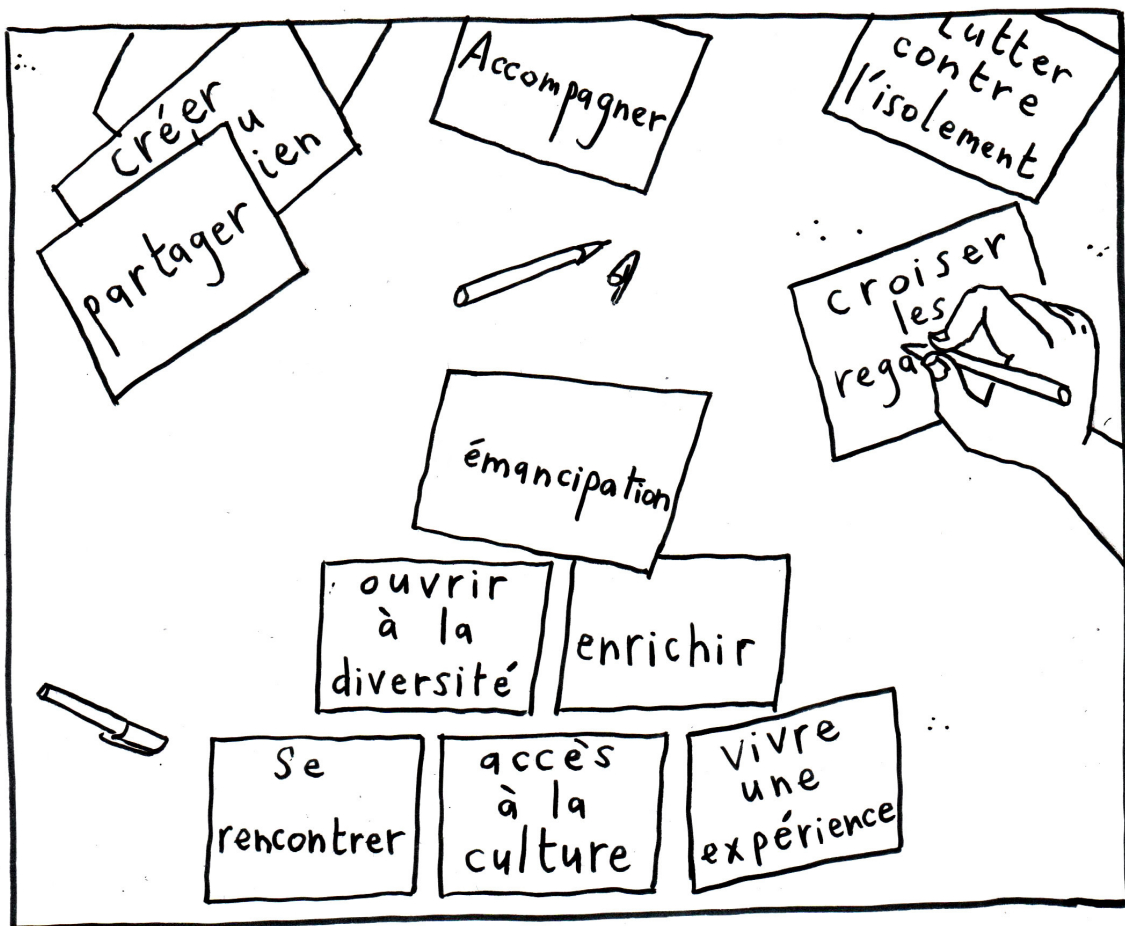 créer
u
ien
partager
Accompagner
Lutter
contre
l'isolement
croiser
les
rega
émancipation
ouvrir
à la
diversité
enrichir
Se
rencontrer
accès
à la
culture
Vivre
une
expérience